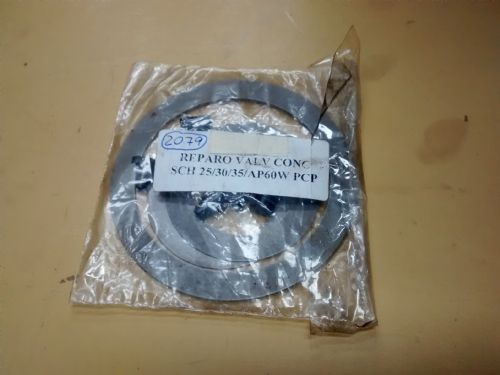 2079
REPARO VALV CONC
SCH 25/30/35/AP60W PCP